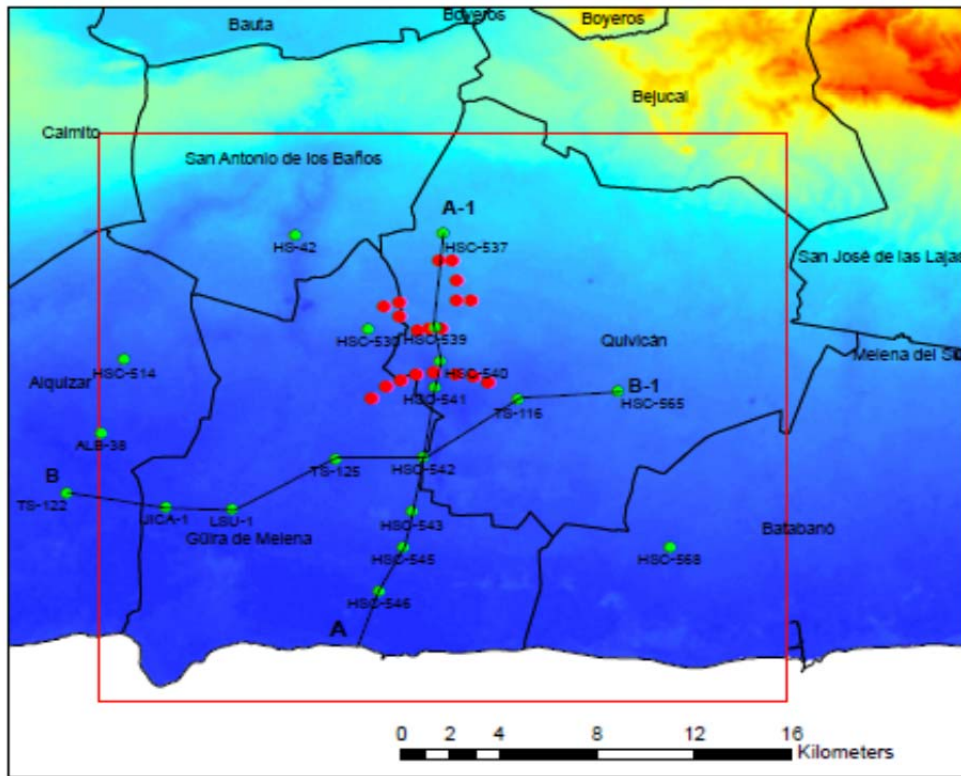 Bauta
Boyeros
Boyeros
Bejucal
Caimito
San Antonio de los Baños
A-1
HS-42
HSC-537
San José de las Lajas
HSC-530
HSC-539
Quivicán
Melena del
HSC-514
HSC-540
Alquizar
B-1
HSC-541
HSC-565
TS-116
ALB-38
TS-125
HSC-542
B
TS-122
JICA-1
LSU-1
HSC-543
Batabanó
Güira de Melena
HSC-545
HSC-568
HSC-546
A
0 2 4 8 12 16
Kilometers